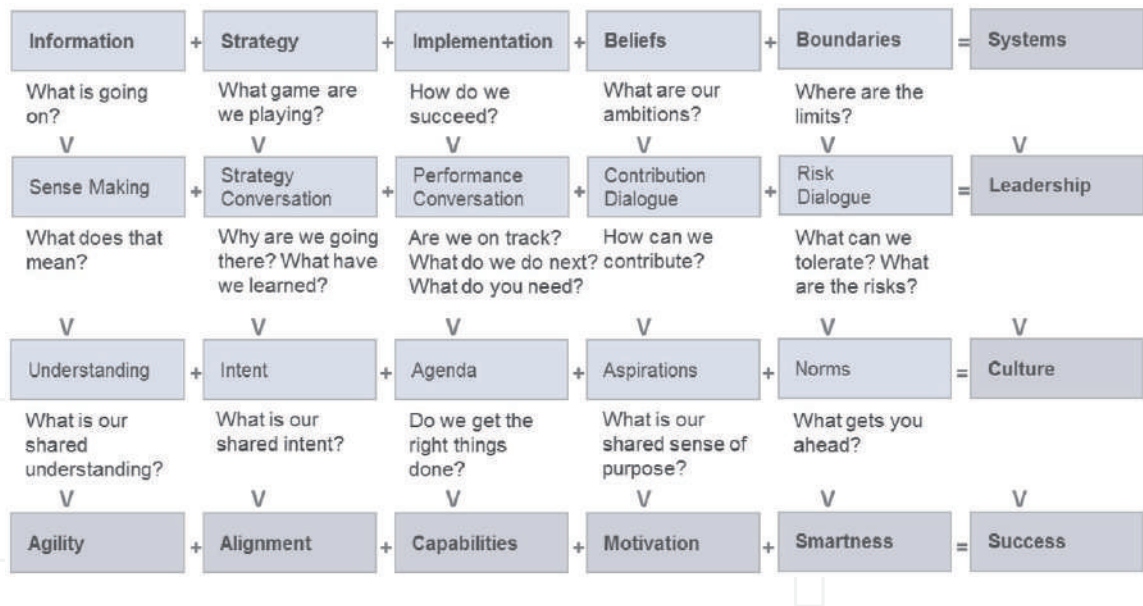 Information + Strategy + Implementation + Beliefs + Boundaries = Systems
What is going
on?
What game are
we playing?
How do we
succeed?
What are our
ambitions?
Where are the
limits?
V V V V V V
Sense Making + Strategy
Conversation + Performance
Conversation + Contribution
Dialogue + Risk
Dialogue = Leadership
What does that
mean?
Why are we going
there? What have
we learned?
Are we on track?
What do we do next?
What do you need?
How can we
contribute?
What can we
tolerate? What
are the risks?
V V V V V V
Understanding + Intent + Agenda + Aspirations + Norms = Culture
What is our
shared
understanding?
What is our
shared intent?
Do we get the
right things
done?
What is our
shared sense of
purpose?
What gets you
ahead?
V V V V V V
Agility + Alignment + Capabilities + Motivation + Smartness = Success